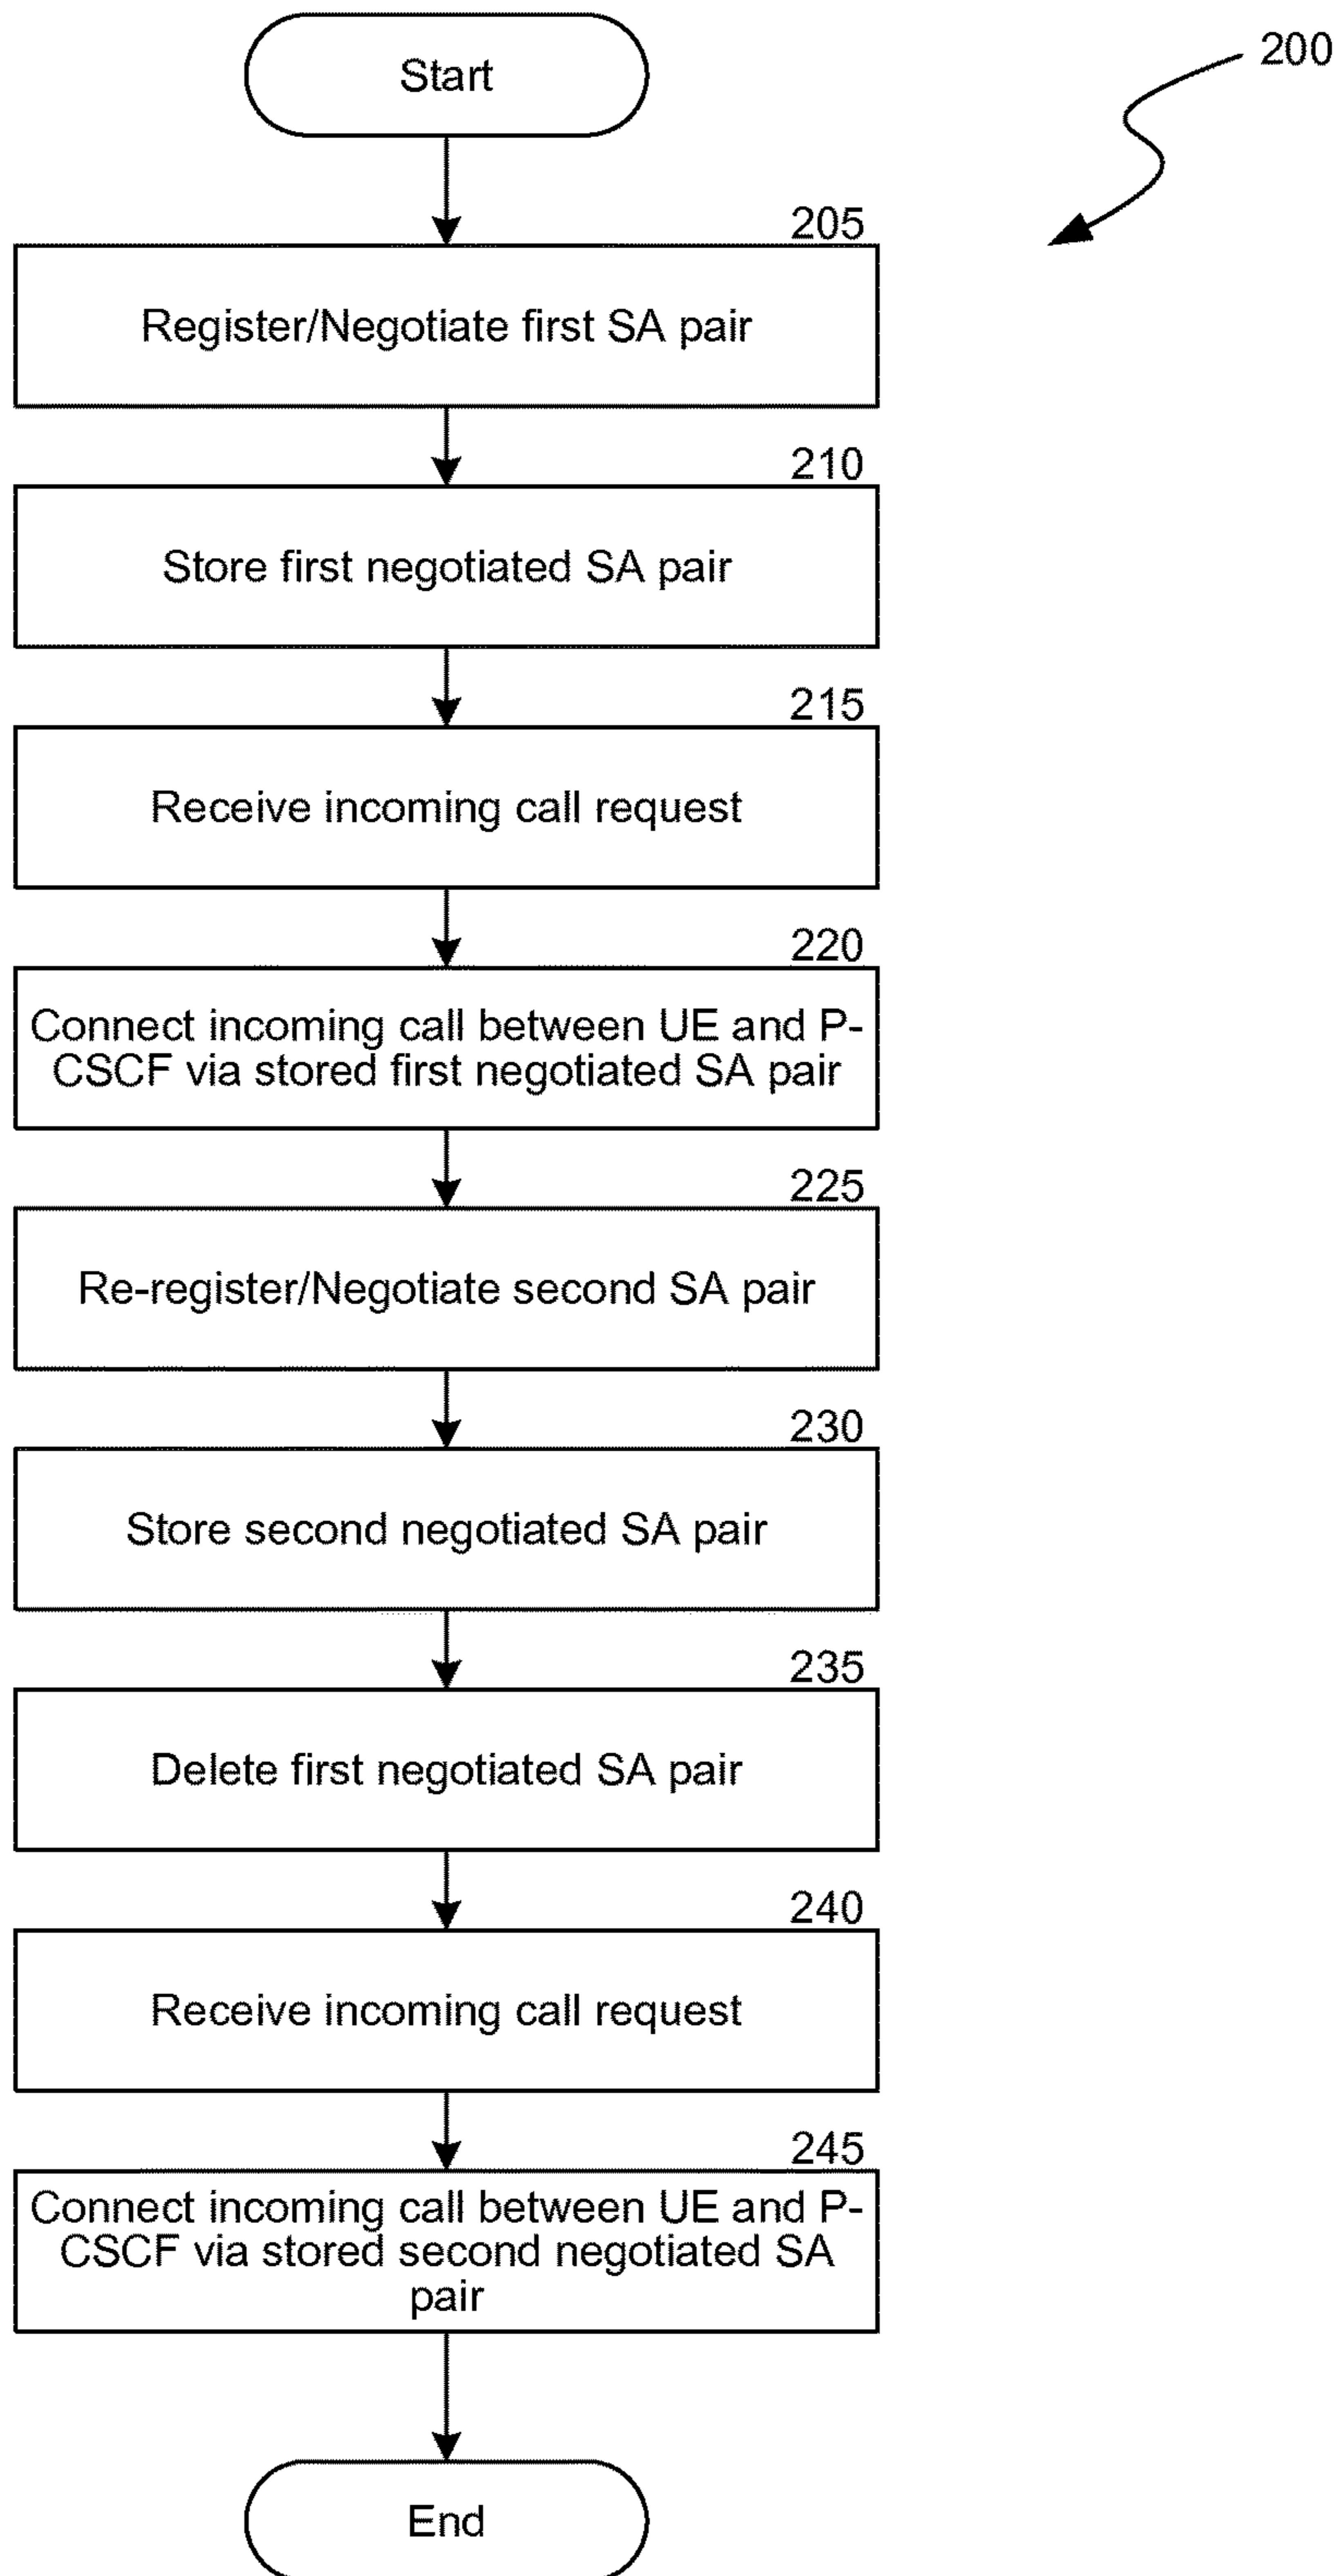 Start
200
205
Register/Negotiate first SA pair
210
Store first negotiated SA pair
215
Receive incoming call request
220
Connect incoming call between UE and P-
CSCF via stored first negotiated SA pair
225
Re-register/Negotiate second SA pair
230
Store second negotiated SA pair
235
Delete first negotiated SA pair
240
Receive incoming call request
245
Connect incoming call between UE and P-
CSCF via stored second negotiated SA
pair
End